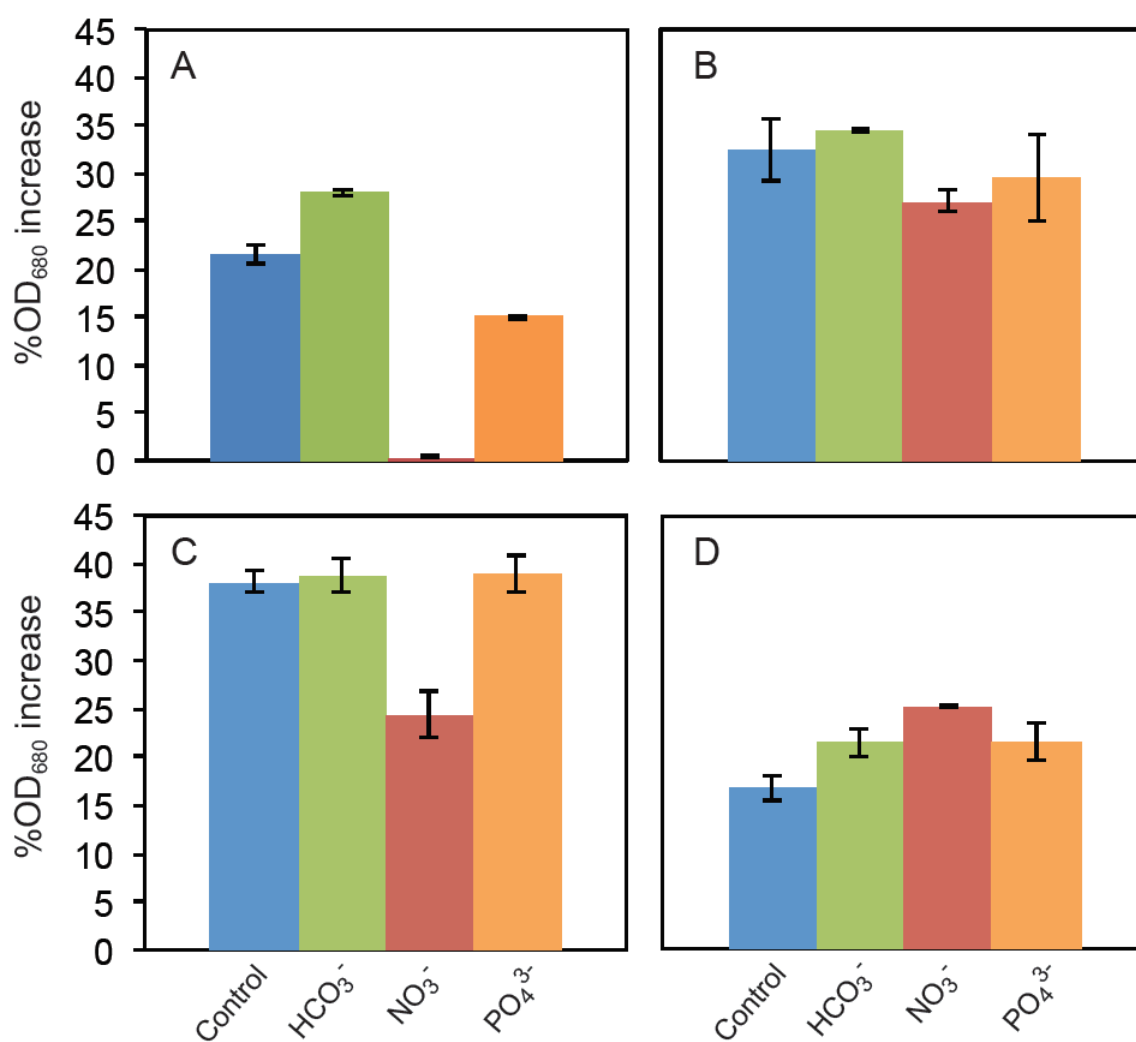 %OD₆₈₀ increase
45
40
35
30
25
20
15
10
5
0
A
B
%OD₆₈₀ increase
45
40
35
30
25
20
15
10
5
0
C
D
Control
HCO₃⁻
NO₃⁻
PO₄³⁻
Control
HCO₃⁻
NO₃⁻
PO₄³⁻